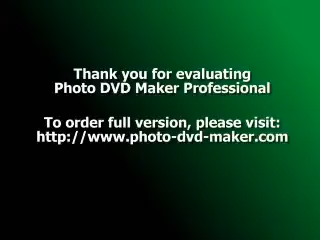 Thank you for evaluating
Photo DVD Maker Professional
To order full version, please visit:
http://www.photo-dvd-maker.com